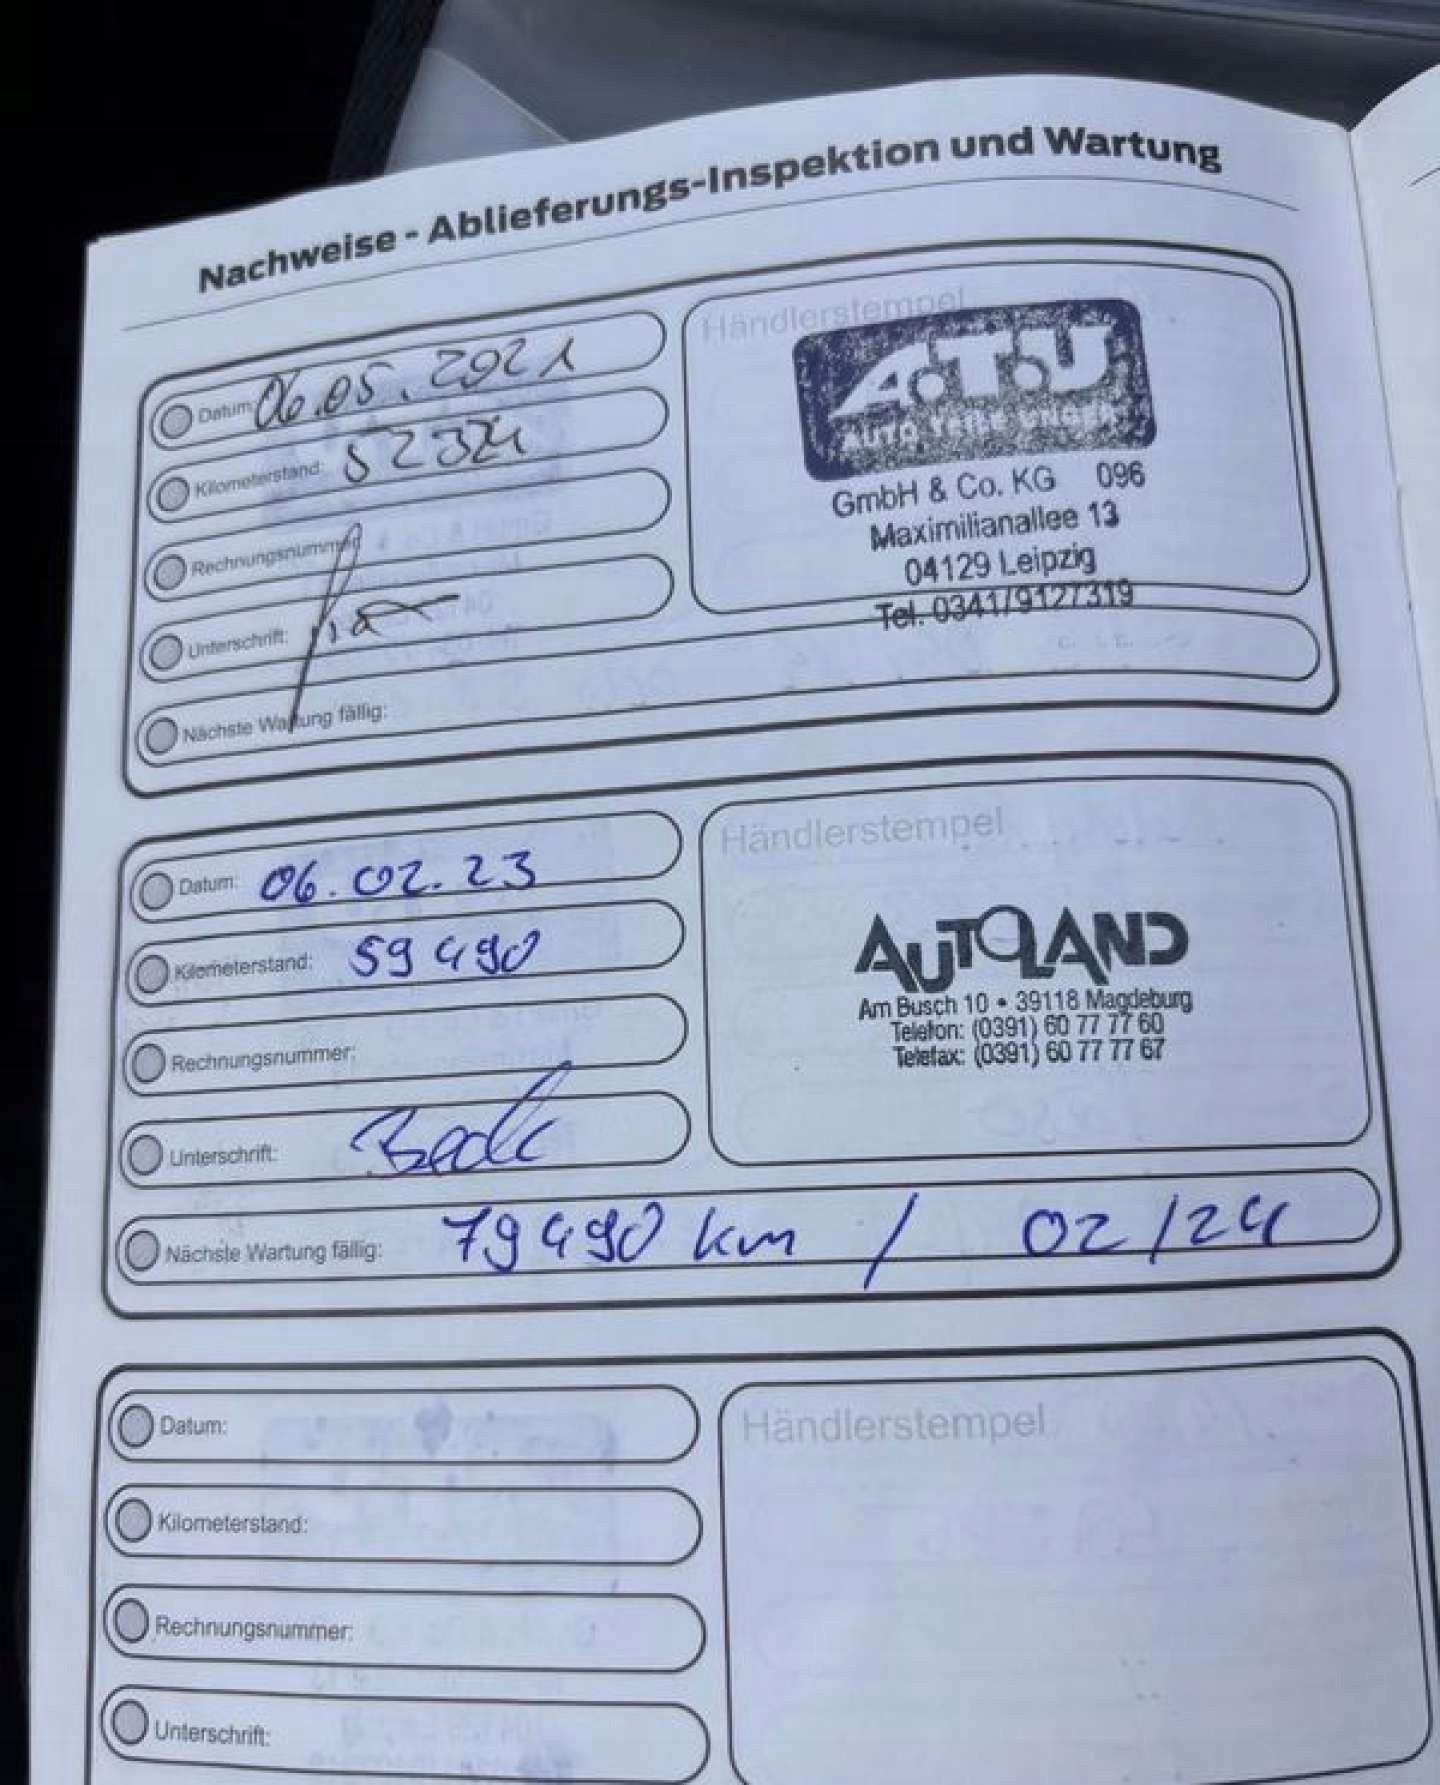 Nachweise - Ablieferungs-Inspektion und Wartung
Datum: 06.05.2021
Kilometerstand: 52324
Rechnungsnummer:
Unterschrift:
Nächste Wartung fällig:
Händlerstempel
A.T.U
AUTO TEILE UNGER
GmbH & Co. KG 096
Maximilianallee 13
04129 Leipzig
Tel. 0341/9127319
Datum: 06.02.23
Kilometerstand: 59490
Rechnungsnummer:
Unterschrift: Beck
Nächste Wartung fällig: 79490 km / 02/24
Händlerstempel
AUTOLAND
Am Busch 10 • 39118 Magdeburg
Telefon: (0391) 60 77 77 60
Telefax: (0391) 60 77 77 67
Datum:
Kilometerstand:
Rechnungsnummer:
Unterschrift:
Händlerstempel